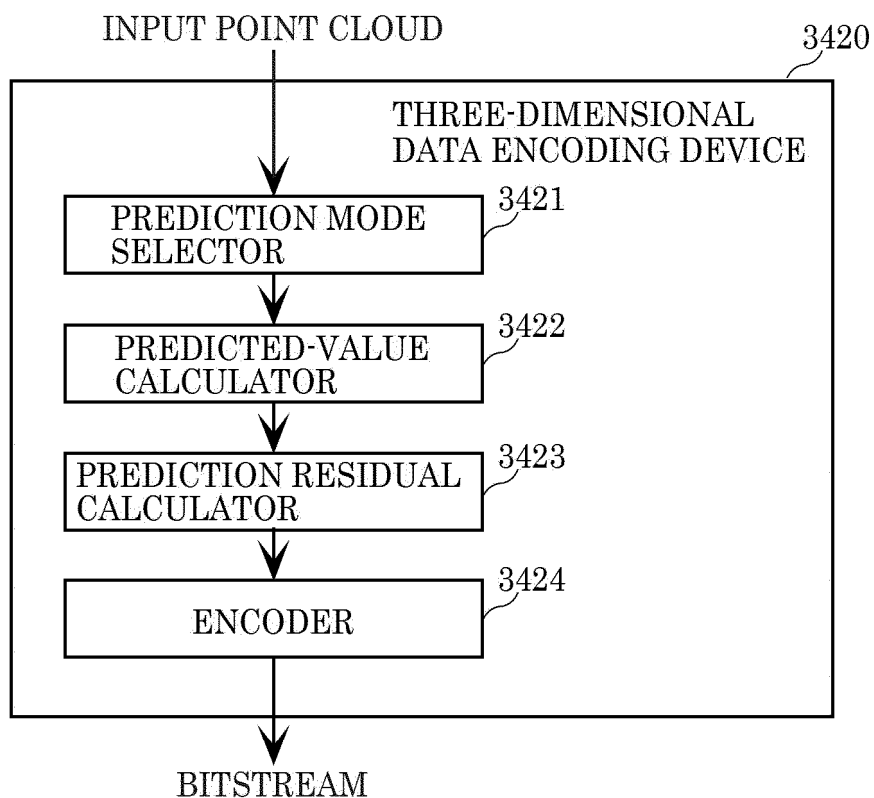 INPUT POINT CLOUD
3420
THREE-DIMENSIONAL
DATA ENCODING DEVICE
3421
PREDICTION MODE
SELECTOR
3422
PREDICTED-VALUE
CALCULATOR
3423
PREDICTION RESIDUAL
CALCULATOR
3424
ENCODER
BITSTREAM